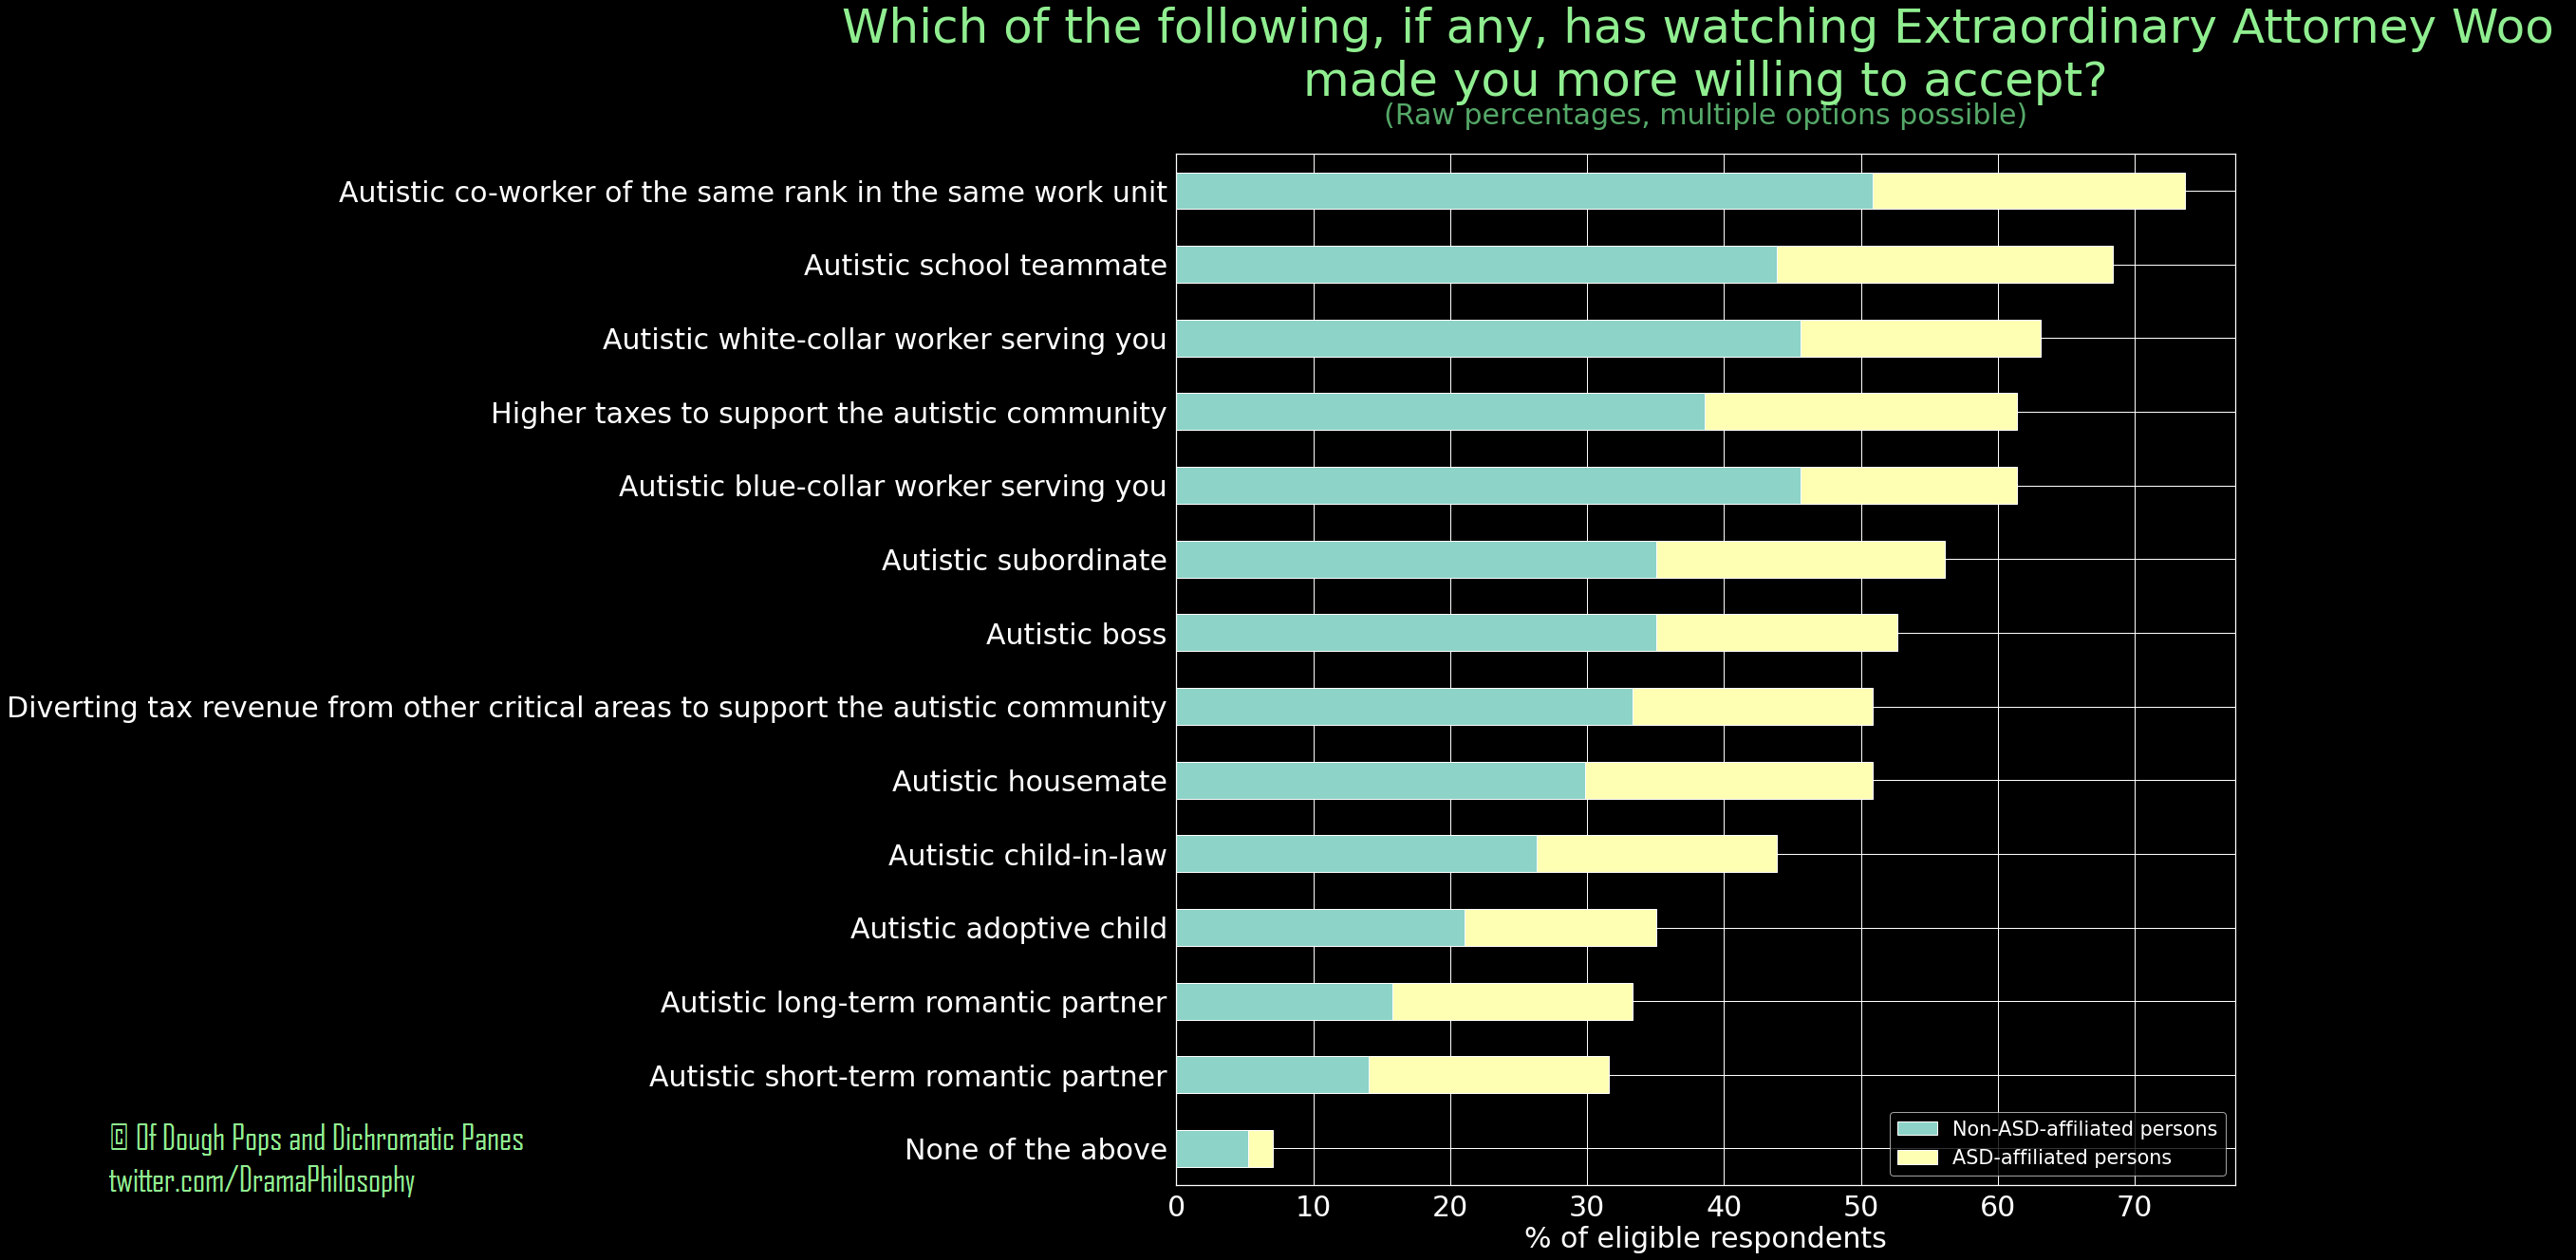 Which of the following, if any, has watching Extraordinary Attorney Woo
made you more willing to accept?
(Raw percentages, multiple options possible)
Autistic co-worker of the same rank in the same work unit
Autistic school teammate
Autistic white-collar worker serving you
Higher taxes to support the autistic community
Autistic blue-collar worker serving you
Autistic subordinate
Autistic boss
Diverting tax revenue from other critical areas to support the autistic community
Autistic housemate
Autistic child-in-law
Autistic adoptive child
Autistic long-term romantic partner
Autistic short-term romantic partner
None of the above
Non-ASD-affiliated persons
ASD-affiliated persons
0 10 20 30 40 50 60 70
% of eligible respondents
© Of Dough Pops and Dichromatic Panes
twitter.com/DramaPhilosophy